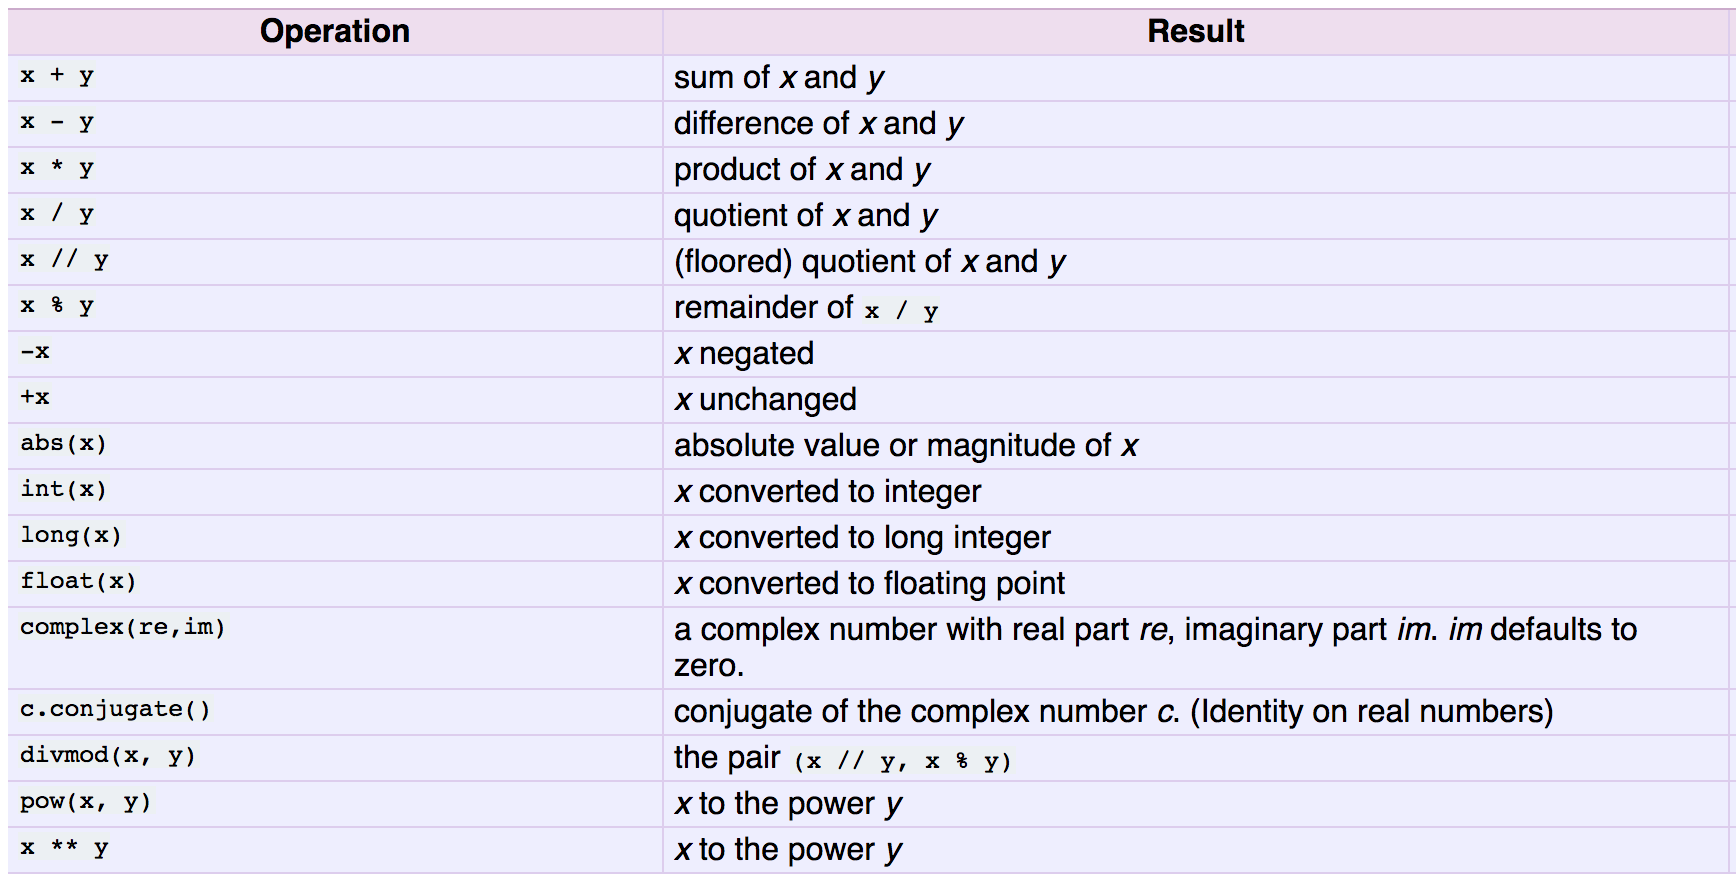 Operation Result
x + y sum of x and y
x - y difference of x and y
x * y product of x and y
x / y quotient of x and y
x // y (floored) quotient of x and y
x % y remainder of x / y
-x x negated
+x x unchanged
abs(x) absolute value or magnitude of x
int(x) x converted to integer
long(x) x converted to long integer
float(x) x converted to floating point
complex(re,im) a complex number with real part re, imaginary part im. im defaults to
zero.
c.conjugate() conjugate of the complex number c. (Identity on real numbers)
divmod(x, y) the pair (x // y, x % y)
pow(x, y) x to the power y
x ** y x to the power y